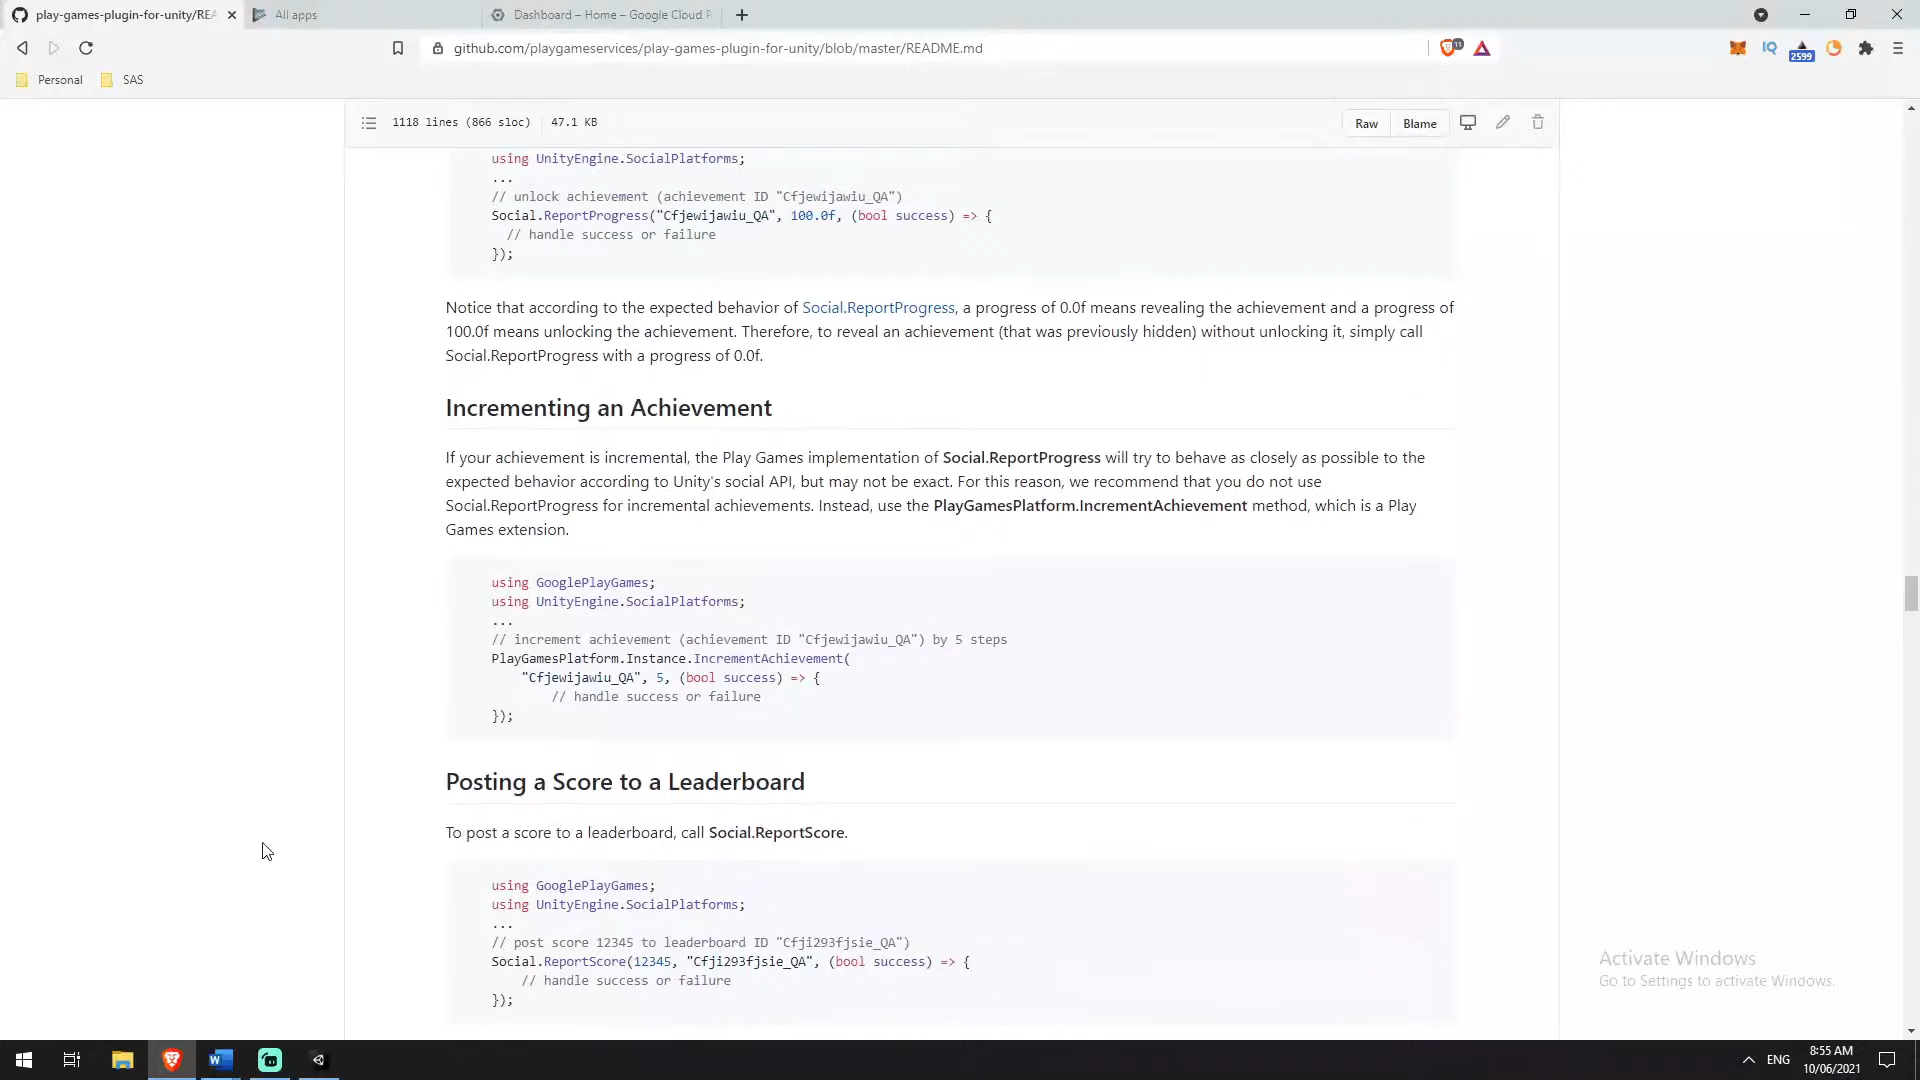 play-games-plugin-for-unity/REA
All apps
Dashboard – Home – Google Cloud P
github.com/playgameservices/play-games-plugin-for-unity/blob/master/README.md
11
IQ
2599
Personal
SAS
1118 lines (866 sloc)
47.1 KB
Raw
Blame
using UnityEngine.SocialPlatforms;
...
// unlock achievement (achievement ID "Cfjewijawiu_QA")
Social.ReportProgress("Cfjewijawiu_QA", 100.0f, (bool success) => {
// handle success or failure
});
Notice that according to the expected behavior of Social.ReportProgress, a progress of 0.0f means revealing the achievement and a progress of
100.0f means unlocking the achievement. Therefore, to reveal an achievement (that was previously hidden) without unlocking it, simply call
Social.ReportProgress with a progress of 0.0f.
Incrementing an Achievement
If your achievement is incremental, the Play Games implementation of Social.ReportProgress will try to behave as closely as possible to the
expected behavior according to Unity's social API, but may not be exact. For this reason, we recommend that you do not use
Social.ReportProgress for incremental achievements. Instead, use the PlayGamesPlatform.IncrementAchievement method, which is a Play
Games extension.
using GooglePlayGames;
using UnityEngine.SocialPlatforms;
...
// increment achievement (achievement ID "Cfjewijawiu_QA") by 5 steps
PlayGamesPlatform.Instance.IncrementAchievement(
"Cfjewijawiu_QA", 5, (bool success) => {
// handle success or failure
});
Posting a Score to a Leaderboard
To post a score to a leaderboard, call Social.ReportScore.
using GooglePlayGames;
using UnityEngine.SocialPlatforms;
...
// post score 12345 to leaderboard ID "Cfji293fjsie_QA")
Social.ReportScore(12345, "Cfji293fjsie_QA", (bool success) => {
// handle success or failure
});
Activate Windows
Go to Settings to activate Windows.
ENG
8:55 AM
10/06/2021